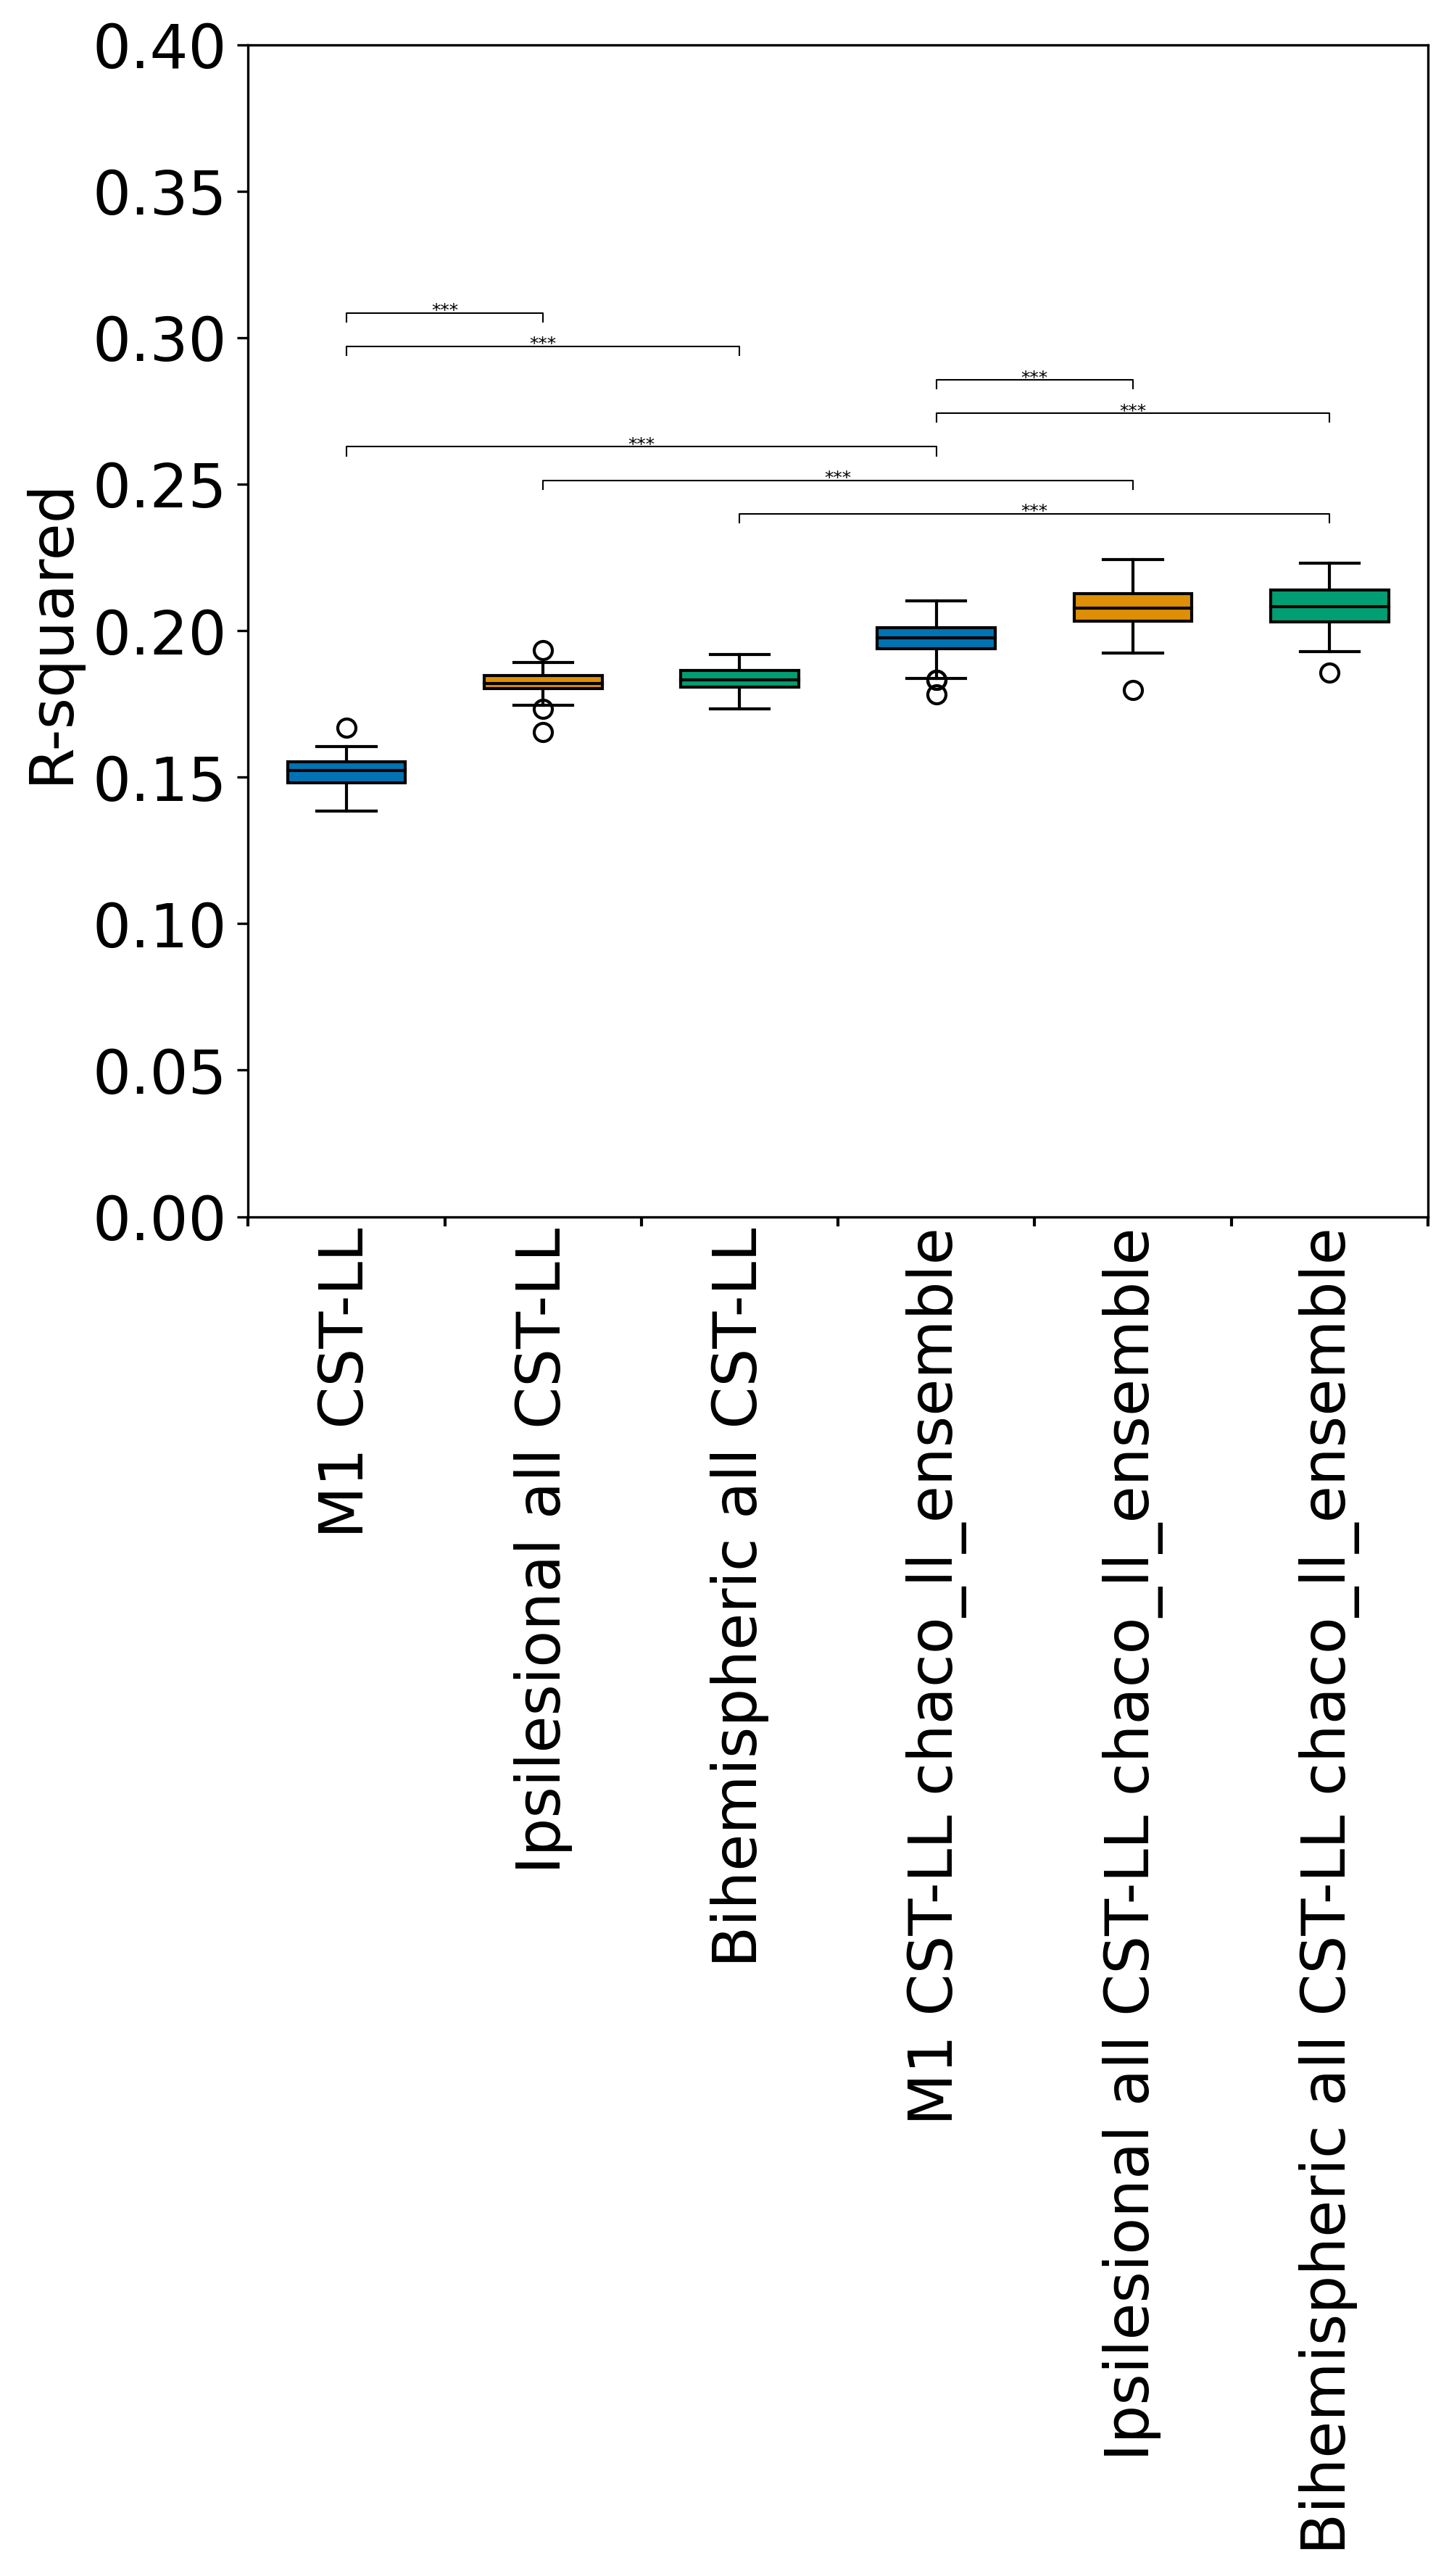 0.40
0.35
0.30
0.25
0.20
0.15
0.10
0.05
0.00
R-squared
***
***
***
***
***
***
***
M1 CST-LL
Ipsilesional all CST-LL
Bihemispheric all CST-LL
M1 CST-LL chaco_ll_ensemble
Ipsilesional all CST-LL chaco_ll_ensemble
Bihemispheric all CST-LL chaco_ll_ensemble